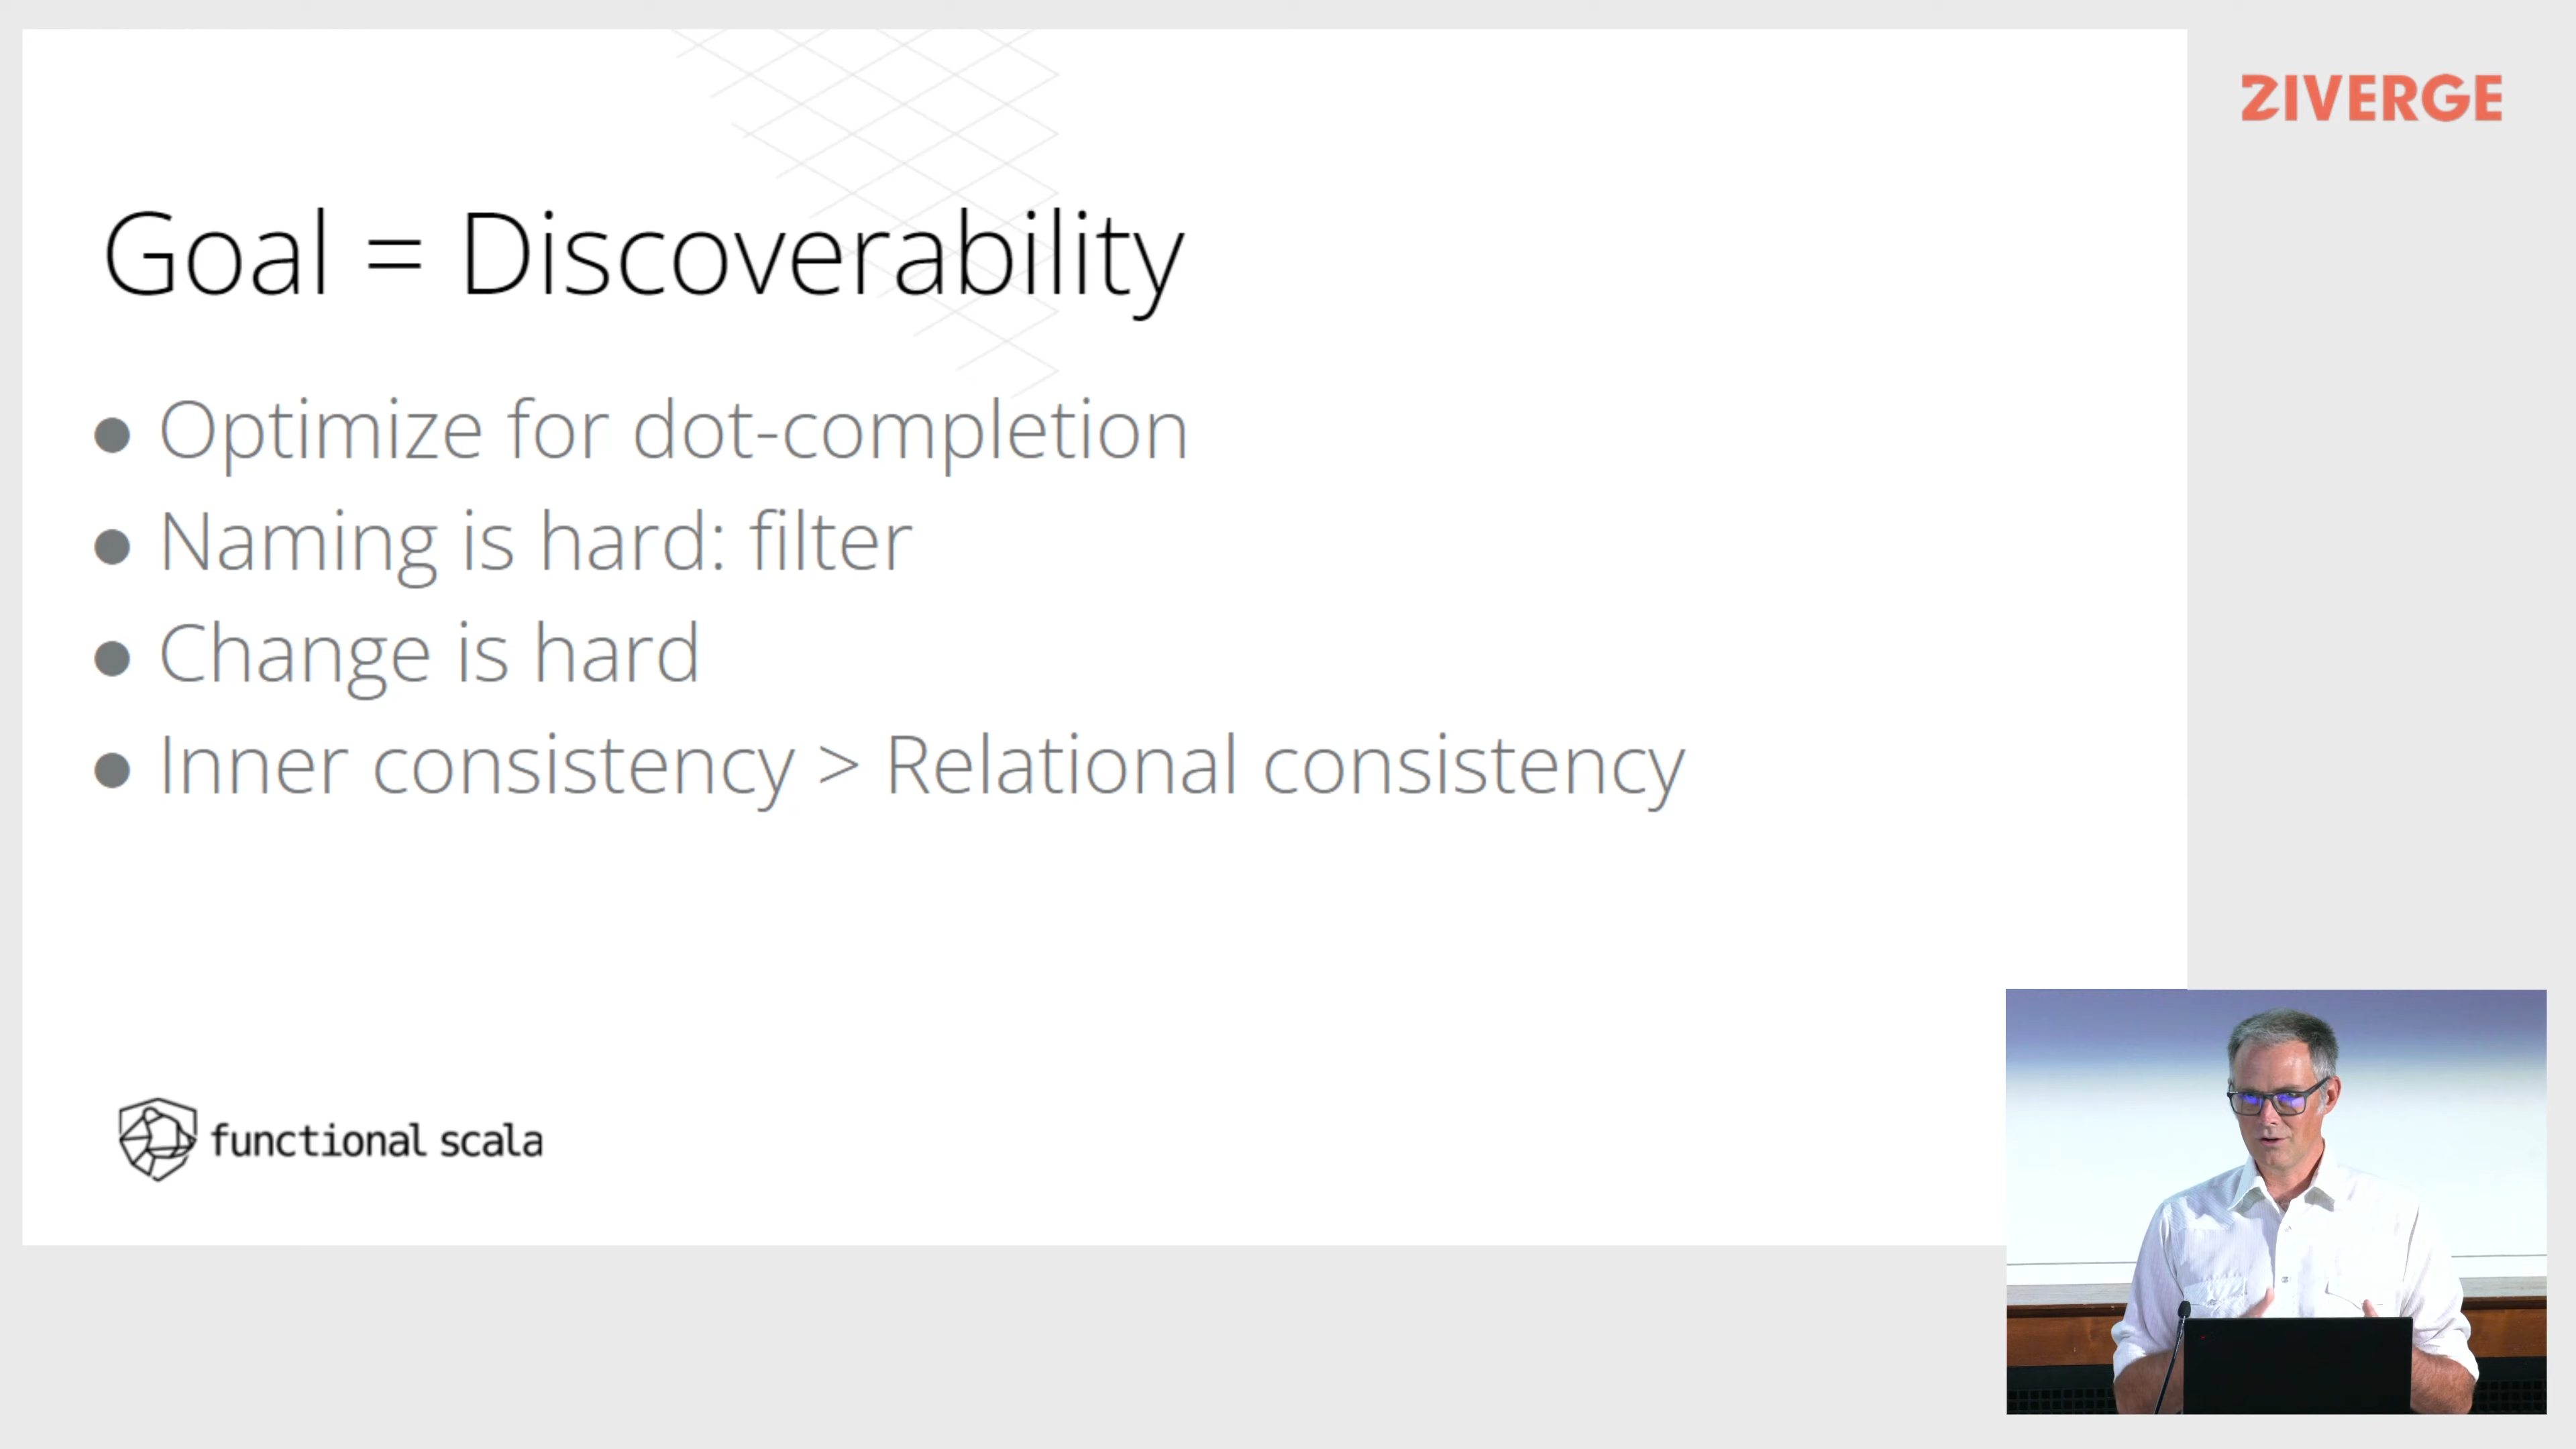 ZIVERGE
Goal = Discoverability
● Optimize for dot-completion
● Naming is hard: filter
● Change is hard
● Inner consistency > Relational consistency
functional scala